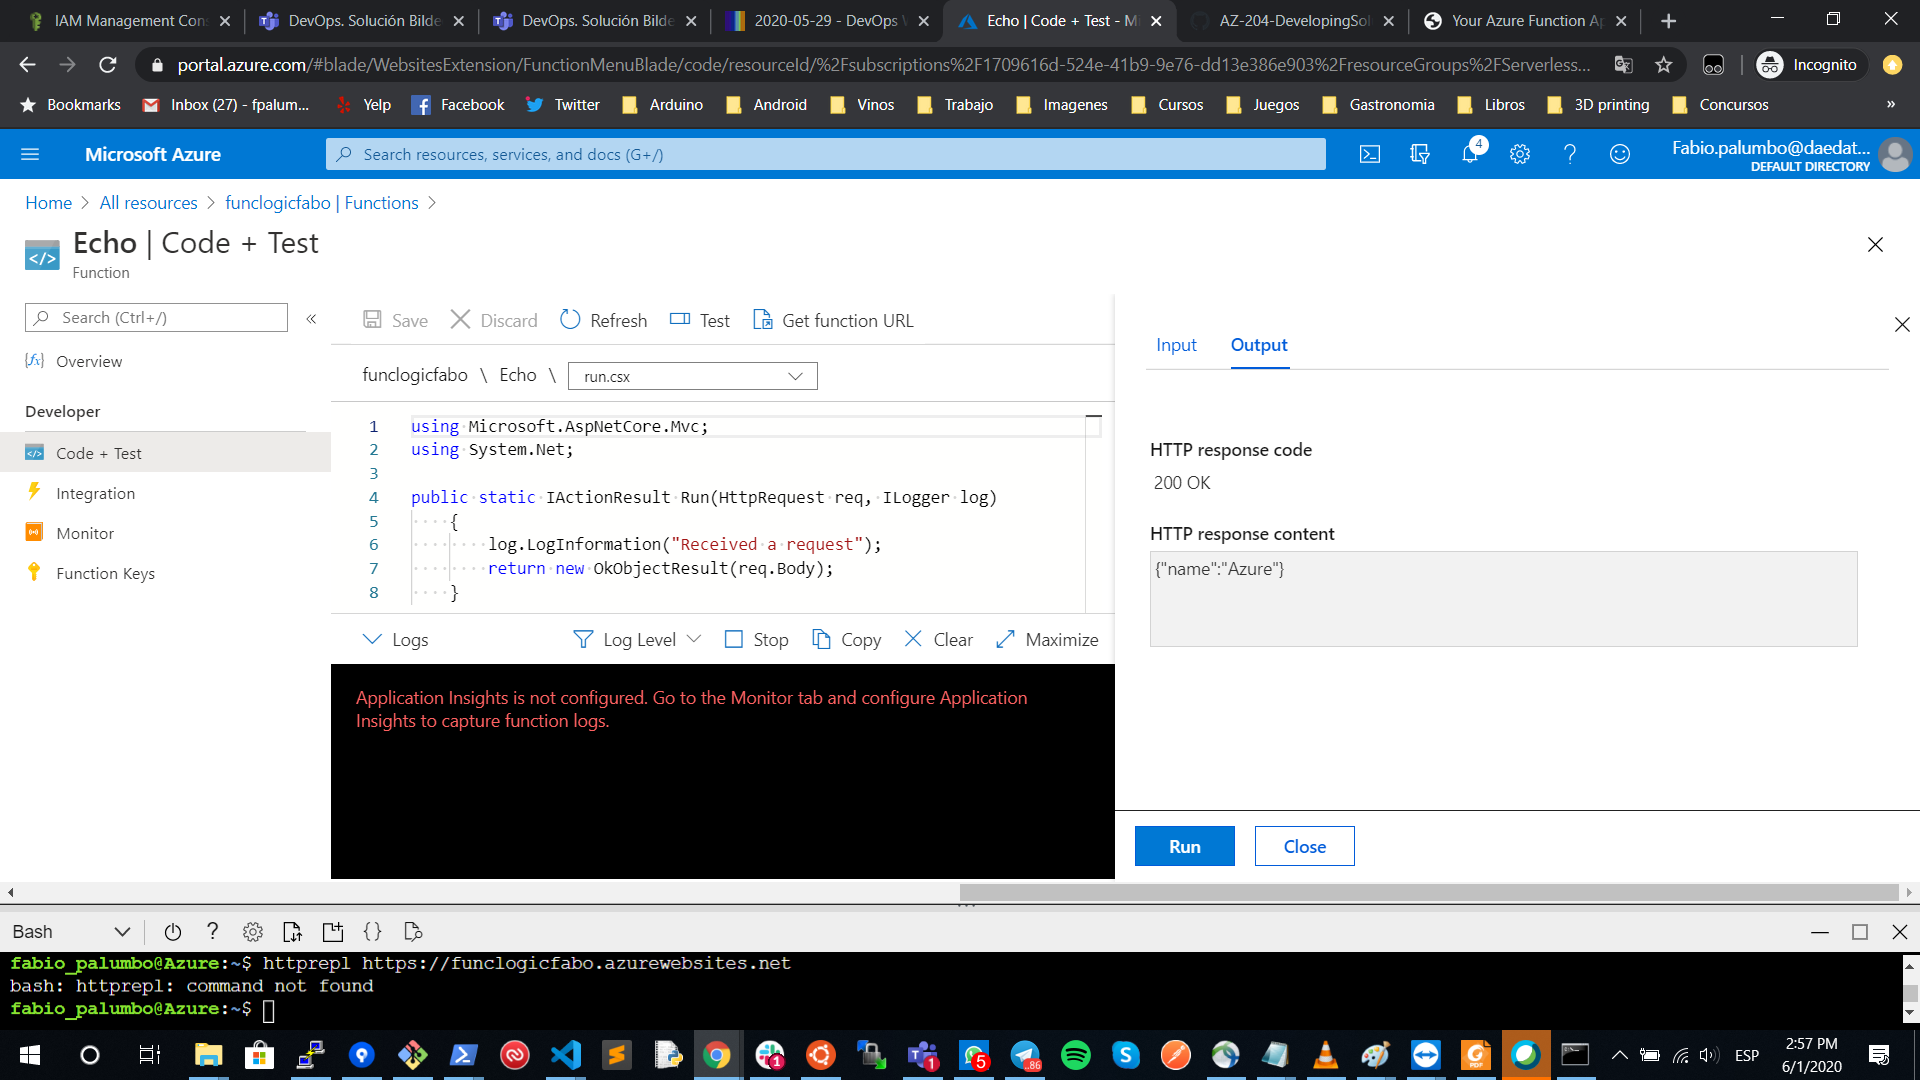 IAM Management Con
DevOps. Solución Bilde
DevOps. Solución Bilde
2020-05-29 - DevOps V
Echo | Code + Test - Mi
AZ-204-DevelopingSol
Your Azure Function Ap
portal.azure.com/#blade/WebsitesExtension/FunctionMenuBlade/code/resourceId/%2Fsubscriptions%2F1709616d-524e-41b9-9e76-dd13e386e903%2FresourceGroups%2FServerless...
Incognito
Bookmarks
Inbox (27) - fpalum...
Yelp
Facebook
Twitter
Arduino
Android
Vinos
Trabajo
Imagenes
Cursos
Juegos
Gastronomia
Libros
3D printing
Concursos
»
Microsoft Azure
Search resources, services, and docs (G+/)
4
Fabio.palumbo@daedat...
DEFAULT DIRECTORY
Home > All resources > funclogicfabo | Functions >
Echo | Code + Test
Function
Search (Ctrl+/)
«
Overview
Developer
Code + Test
Integration
Monitor
Function Keys
Save
Discard
Refresh
Test
Get function URL
funclogicfabo \ Echo \ run.csx
1 using Microsoft.AspNetCore.Mvc;
2 using System.Net;
3
4 public static IActionResult Run(HttpRequest req, ILogger log)
5 {
6 log.LogInformation("Received a request");
7 return new OkObjectResult(req.Body);
8 }
Logs
Log Level
Stop
Copy
Clear
Maximize
Application Insights is not configured. Go to the Monitor tab and configure Application
Insights to capture function logs.
Input
Output
HTTP response code
200 OK
HTTP response content
{"name":"Azure"}
Run
Close
Bash
fabio_palumbo@Azure:~$ httprepl https://funclogicfabo.azurewebsites.net
bash: httprepl: command not found
fabio_palumbo@Azure:~$
1
1
5
..86
ESP
2:57 PM
6/1/2020